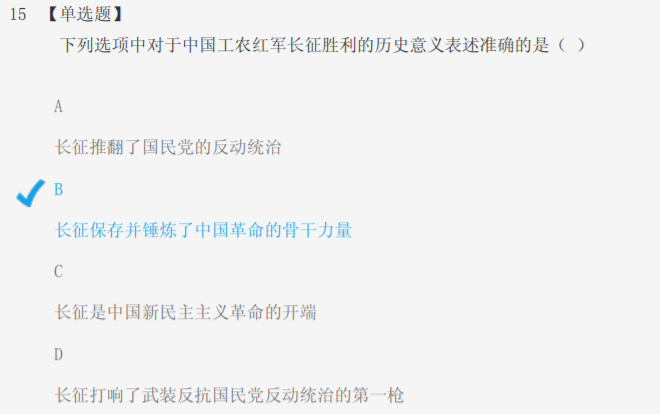 15 【单选题】
下列选项中对于中国工农红军长征胜利的历史意义表述准确的是（ ）
A
长征推翻了国民党的反动统治
B
长征保存并锤炼了中国革命的骨干力量
C
长征是中国新民主主义革命的开端
D
长征打响了武装反抗国民党反动统治的第一枪